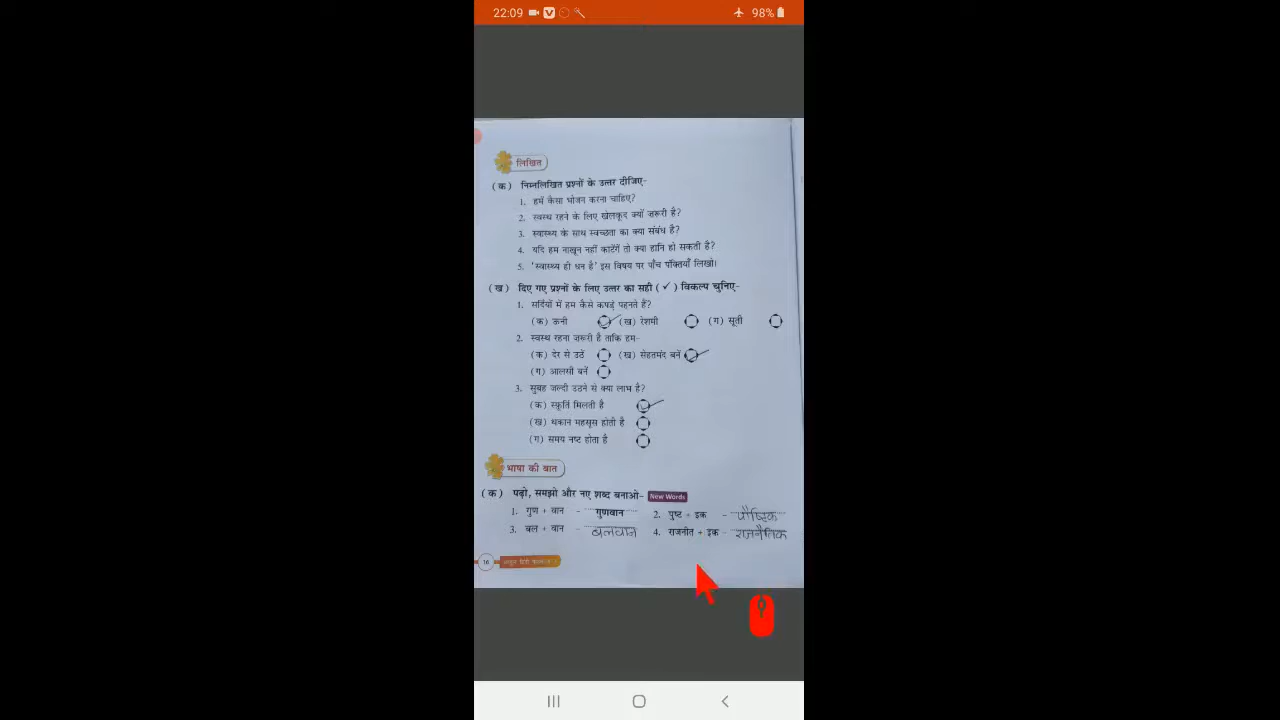 22:09
98%
लिखित
(क) निम्नलिखित प्रश्नों के उत्तर दीजिए-
1. हमें कैसा भोजन करना चाहिए?
2. स्वस्थ रहने के लिए खेलकूद क्यों ज़रूरी है?
3. स्वास्थ्य के साथ स्वच्छता का क्या संबंध है?
4. यदि हम नाखून नहीं काटेंगें तो क्या हानि हो सकती है?
5. 'स्वास्थ्य ही धन है' इस विषय पर पाँच पंक्तियाँ लिखो।
(ख) दिए गए प्रश्नों के लिए उत्तर का सही (✓) विकल्प चुनिए-
1. सर्दियों में हम कैसे कपड़े पहनते हैं?
(क) ऊनी (ख) रेशमी (ग) सूती
2. स्वस्थ रहना ज़रूरी है ताकि हम-
(क) देर से उठें (ख) सेहतमंद बनें
(ग) आलसी बनें
3. सुबह जल्दी उठने से क्या लाभ है?
(क) स्फूर्ति मिलती है
(ख) थकान महसूस होती है
(ग) समय नष्ट होता है
भाषा की बात
(क) पढ़ो, समझो और नए शब्द बनाओ- New Words
1. गुण + वान - गुणवान 2. पुष्ट + इक - पौष्टिक
3. बल + वान - बलवान 4. राजनीत + इक - राजनैतिक
16